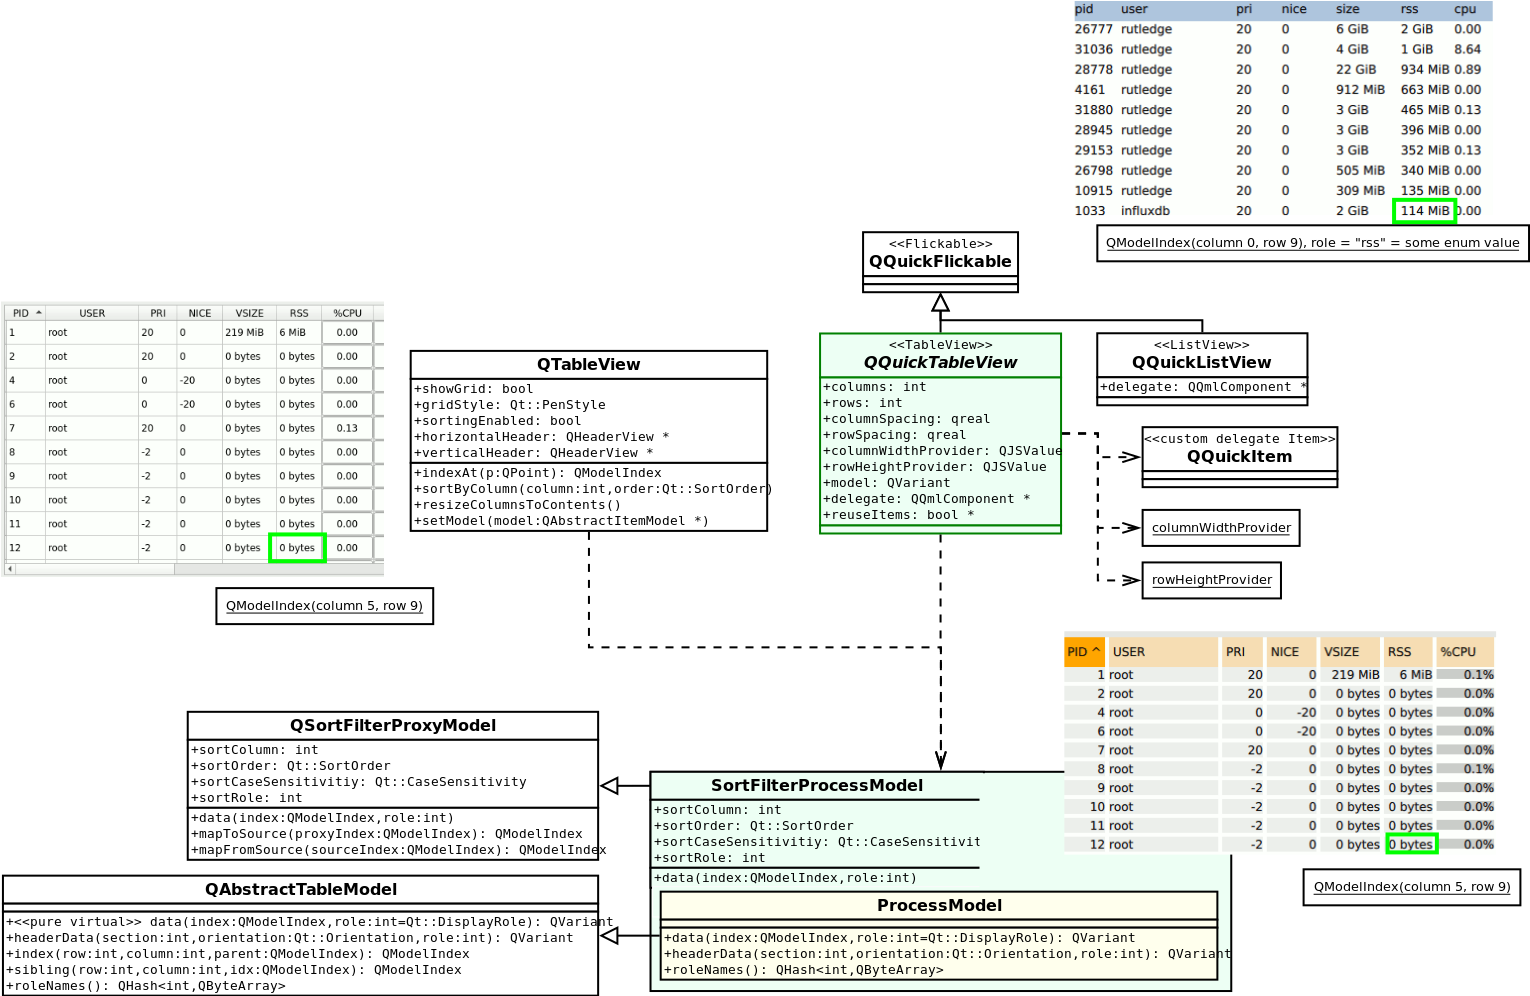 pid user pri nice size rss cpu
26777 rutledge 20 0 6 GiB 2 GiB 0.00
31036 rutledge 20 0 4 GiB 1 GiB 8.64
28778 rutledge 20 0 22 GiB 934 MiB 0.89
4161 rutledge 20 0 912 MiB 663 MiB 0.00
31880 rutledge 20 0 3 GiB 465 MiB 0.13
28945 rutledge 20 0 3 GiB 396 MiB 0.00
29153 rutledge 20 0 3 GiB 352 MiB 0.13
26798 rutledge 20 0 505 MiB 340 MiB 0.00
10915 rutledge 20 0 309 MiB 135 MiB 0.00
1033 influxdb 20 0 2 GiB 114 MiB 0.00
QModelIndex(column 0, row 9), role = "rss" = some enum value
<<Flickable>>
QQuickFlickable
PID USER PRI NICE VSIZE RSS %CPU
1 root 20 0 219 MiB 6 MiB 0.00
2 root 20 0 0 bytes 0 bytes 0.00
4 root 0 -20 0 bytes 0 bytes 0.00
6 root 0 -20 0 bytes 0 bytes 0.00
7 root 20 0 0 bytes 0 bytes 0.13
8 root -2 0 0 bytes 0 bytes 0.00
9 root -2 0 0 bytes 0 bytes 0.00
10 root -2 0 0 bytes 0 bytes 0.00
11 root -2 0 0 bytes 0 bytes 0.00
12 root -2 0 0 bytes 0 bytes 0.00
QModelIndex(column 5, row 9)
QTableView
+showGrid: bool
+gridStyle: Qt::PenStyle
+sortingEnabled: bool
+horizontalHeader: QHeaderView *
+verticalHeader: QHeaderView *
+indexAt(p:QPoint): QModelIndex
+sortByColumn(column:int,order:Qt::SortOrder)
+resizeColumnsToContents()
+setModel(model:QAbstractItemModel *)
<<TableView>>
QQuickTableView
+columns: int
+rows: int
+columnSpacing: qreal
+rowSpacing: qreal
+columnWidthProvider: QJSValue
+rowHeightProvider: QJSValue
+model: QVariant
+delegate: QQmlComponent *
+reuseItems: bool *
<<ListView>>
QQuickListView
+delegate: QQmlComponent *
<<custom delegate Item>>
QQuickItem
columnWidthProvider
rowHeightProvider
PID ^ USER PRI NICE VSIZE RSS %CPU
1 root 20 0 219 MiB 6 MiB 0.1%
2 root 20 0 0 bytes 0 bytes 0.0%
4 root 0 -20 0 bytes 0 bytes 0.0%
6 root 0 -20 0 bytes 0 bytes 0.0%
7 root 20 0 0 bytes 0 bytes 0.0%
8 root -2 0 0 bytes 0 bytes 0.1%
9 root -2 0 0 bytes 0 bytes 0.0%
10 root -2 0 0 bytes 0 bytes 0.0%
11 root -2 0 0 bytes 0 bytes 0.0%
12 root -2 0 0 bytes 0 bytes 0.0%
QModelIndex(column 5, row 9)
QSortFilterProxyModel
+sortColumn: int
+sortOrder: Qt::SortOrder
+sortCaseSensitivitiy: Qt::CaseSensitivity
+sortRole: int
+data(index:QModelIndex,role:int)
+mapToSource(proxyIndex:QModelIndex): QModelIndex
+mapFromSource(sourceIndex:QModelIndex): QModelIndex
SortFilterProcessModel
+sortColumn: int
+sortOrder: Qt::SortOrder
+sortCaseSensitivitiy: Qt::CaseSensitivit
+sortRole: int
+data(index:QModelIndex,role:int)
QAbstractTableModel
+<<pure virtual>> data(index:QModelIndex,role:int=Qt::DisplayRole): QVariant
+headerData(section:int,orientation:Qt::Orientation,role:int): QVariant
+index(row:int,column:int,parent:QModelIndex): QModelIndex
+sibling(row:int,column:int,idx:QModelIndex): QModelIndex
+roleNames(): QHash<int,QByteArray>
ProcessModel
+data(index:QModelIndex,role:int=Qt::DisplayRole): QVariant
+headerData(section:int,orientation:Qt::Orientation,role:int): QVariant
+roleNames(): QHash<int,QByteArray>